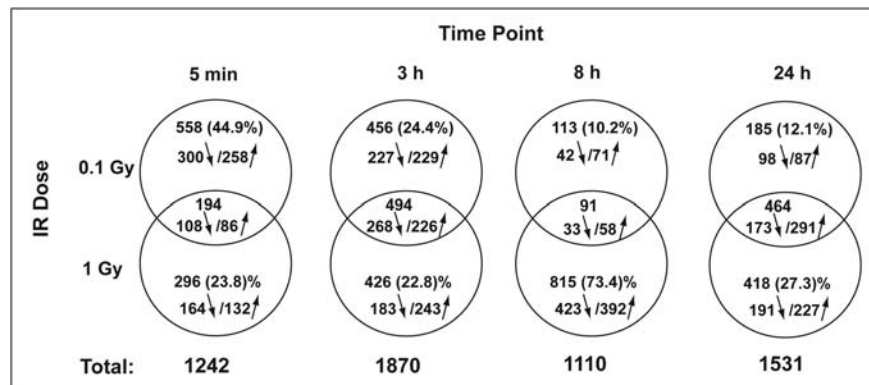 Time Point
5 min 3 h 8 h 24 h
IR Dose
0.1 Gy
558 (44.9%) 456 (24.4%) 113 (10.2%) 185 (12.1%)
300↓/258↑ 227↓/229↑ 42↓/71↑ 98↓/87↑
194 494 91 464
108↓/86↑ 268↓/226↑ 33↓/58↑ 173↓/291↑
1 Gy
296 (23.8)% 426 (22.8)% 815 (73.4)% 418 (27.3)%
164↓/132↑ 183↓/243↑ 423↓/392↑ 191↓/227↑
Total: 1242 1870 1110 1531